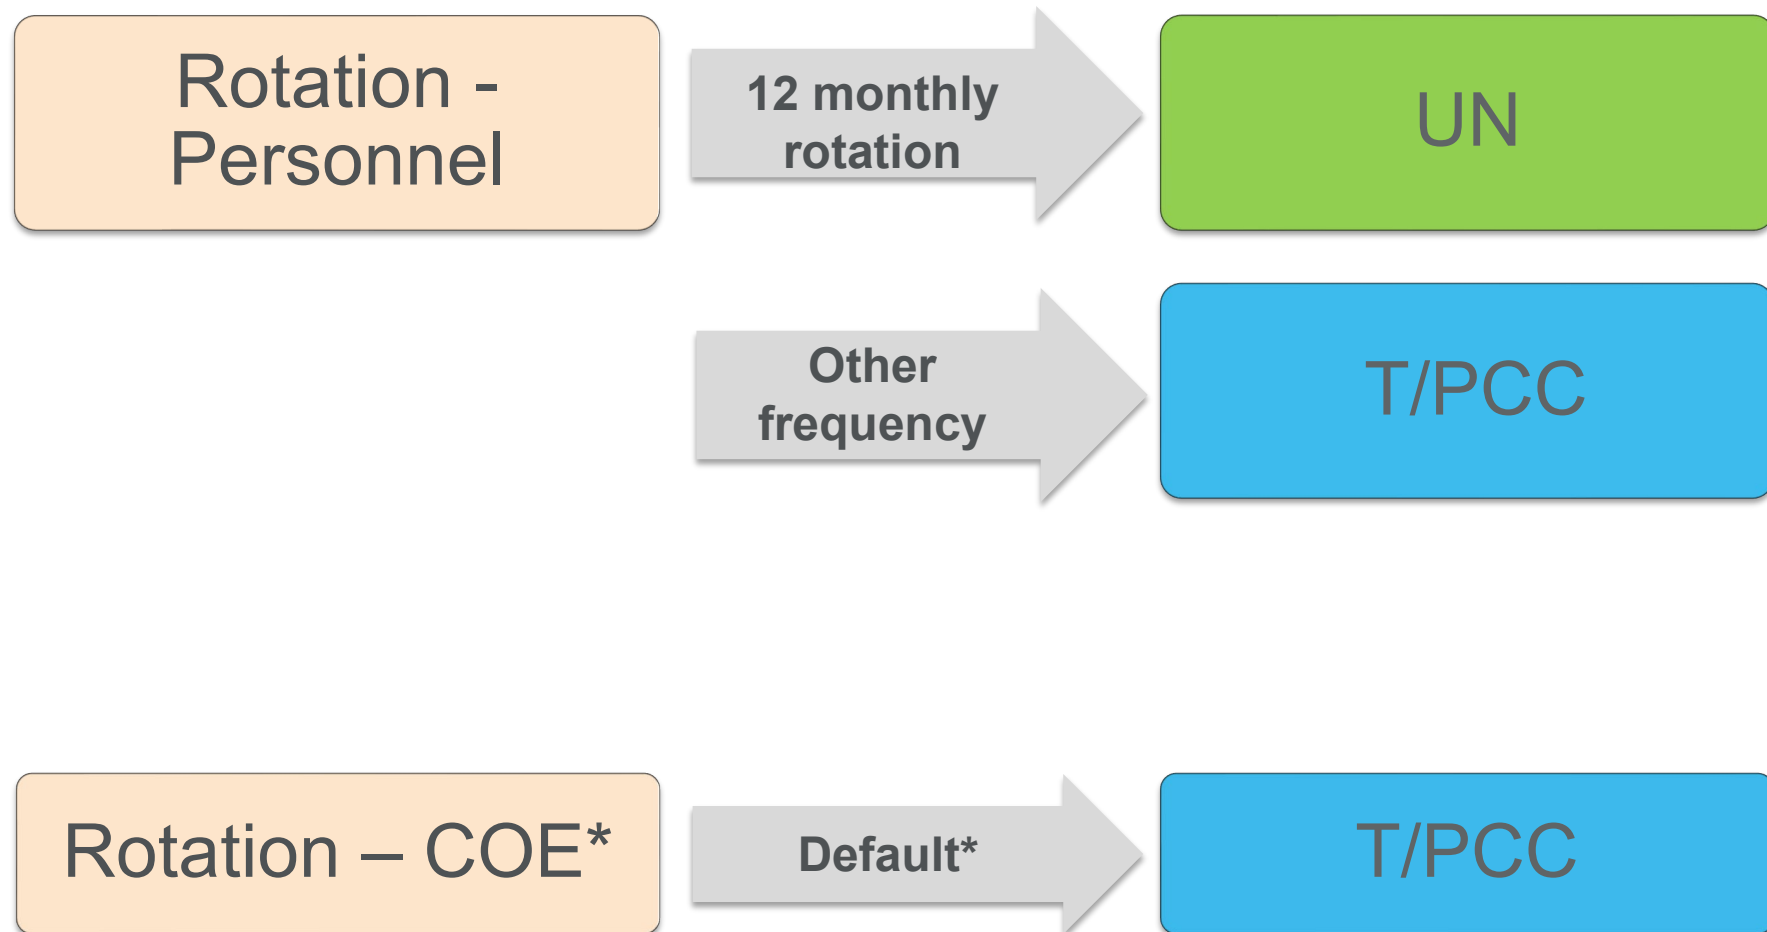 Rotation -
Personnel
12 monthly
rotation
UN
Other
frequency
T/PCC
Rotation – COE*
Default*
T/PCC